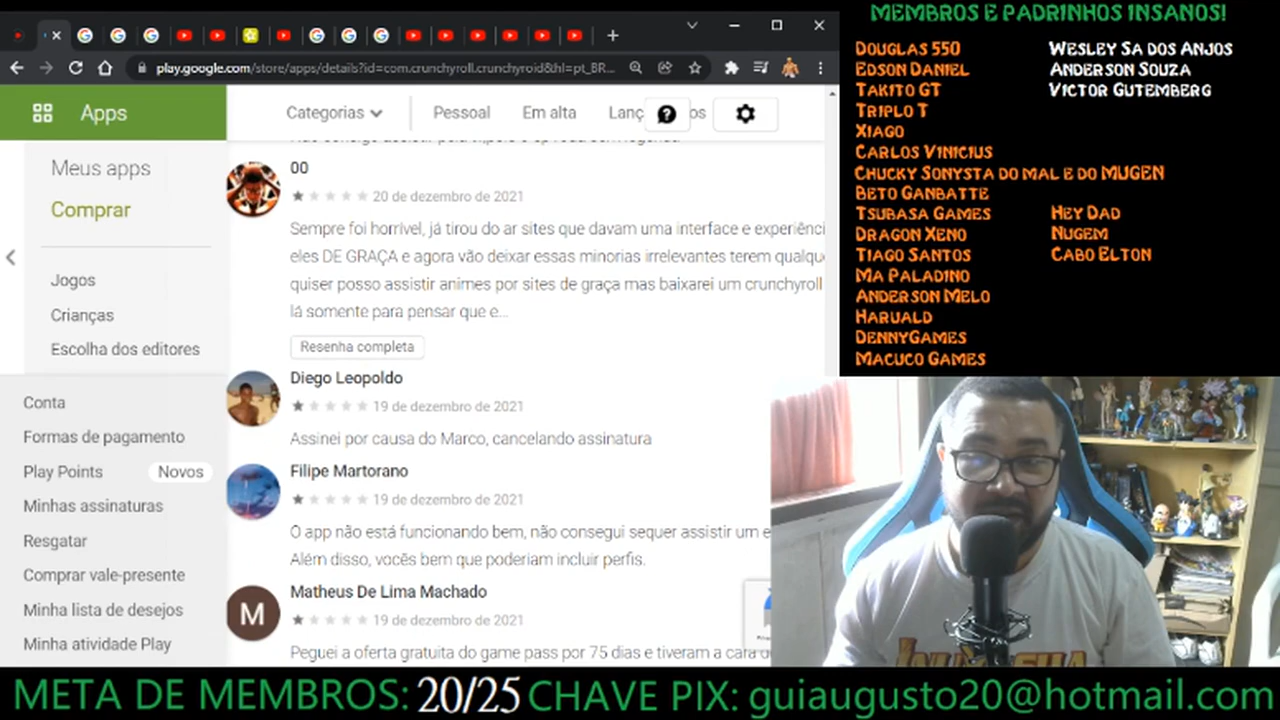 play.google.com/store/apps/details?id=com.crunchyroll.crunchyroid&hl=pt_BR...
Apps
Categorias
Pessoal
Em alta
Lanç
os
Meus apps
Comprar
Jogos
Crianças
Escolha dos editores
Conta
Formas de pagamento
Play Points
Novos
Minhas assinaturas
Resgatar
Comprar vale-presente
Minha lista de desejos
Minha atividade Play
00
20 de dezembro de 2021
Sempre foi horrível, já tirou do ar sites que davam uma interface e experiênci
eles DE GRAÇA e agora vão deixar essas minorias irrelevantes terem qualqu
quiser posso assistir animes por sites de graça mas baixarei um crunchyroll
lá somente para pensar que e...
Resenha completa
Diego Leopoldo
19 de dezembro de 2021
Assinei por causa do Marco, cancelando assinatura
Filipe Martorano
19 de dezembro de 2021
O app não está funcionando bem, não consegui sequer assistir um e
Além disso, vocês bem que poderiam incluir perfis.
M
Matheus De Lima Machado
19 de dezembro de 2021
Peguei a oferta gratuita do game pass por 75 dias e tiveram a cara
MEMBROS E PADRINHOS INSANOS!
DOUGLAS 550
EDSON DANIEL
TAKITO GT
TRIPLO T
XIAGO
CARLOS VINICIUS
CHUCKY SONYSTA DO MAL E DO MUGEN
BETO GANBATTE
TSUBASA GAMES
DRAGON XENO
TIAGO SANTOS
MA PALADINO
ANDERSON MELO
HARUALD
DENNYGAMES
MACUCO GAMES
WESLEY SA DOS ANJOS
ANDERSON SOUZA
VICTOR GUTEMBERG
HEY DAD
NUGEM
CABO ELTON
META DE MEMBROS: 20/25 CHAVE PIX: guiaugusto20@hotmail.com